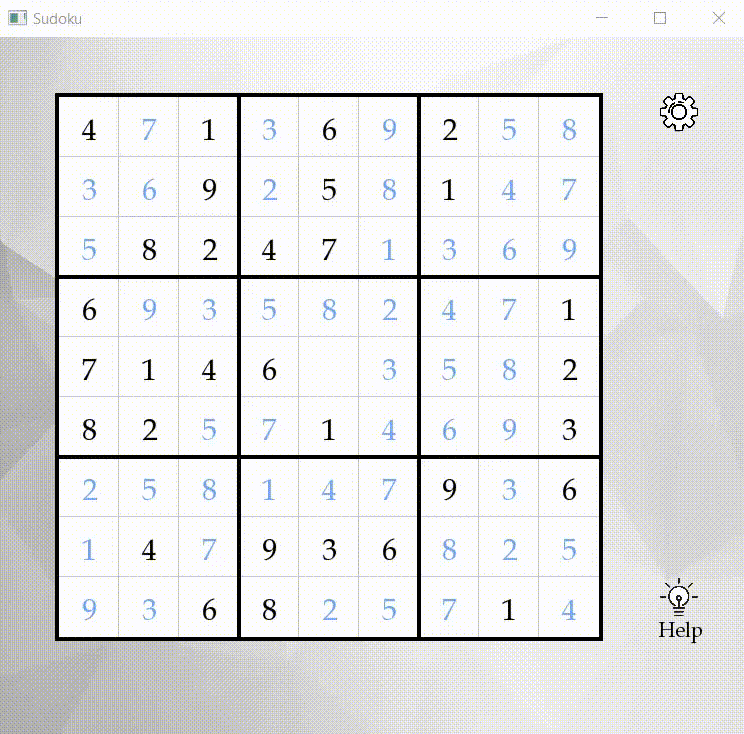 Sudoku
4 7 1 3 6 9 2 5 8
3 6 9 2 5 8 1 4 7
5 8 2 4 7 1 3 6 9
6 9 3 5 8 2 4 7 1
7 1 4 6 3 5 8 2
8 2 5 7 1 4 6 9 3
2 5 8 1 4 7 9 3 6
1 4 7 9 3 6 8 2 5
9 3 6 8 2 5 7 1 4
Help